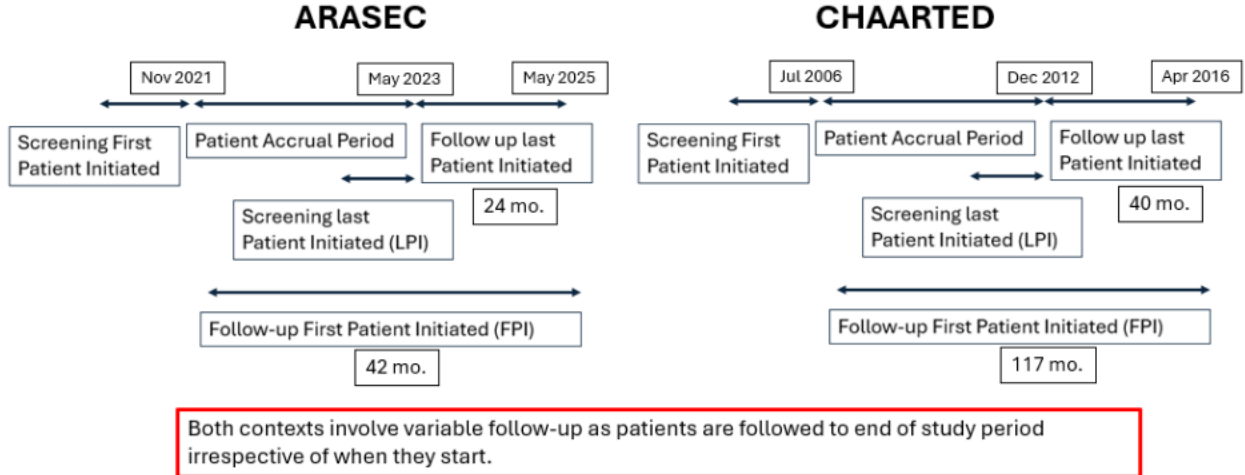 ARASEC
Nov 2021
May 2023
May 2025
Screening First
Patient Initiated
Patient Accrual Period
Follow up last
Patient Initiated
24 mo.
Screening last
Patient Initiated (LPI)
Follow-up First Patient Initiated (FPI)
42 mo.
CHAARTED
Jul 2006
Dec 2012
Apr 2016
Screening First
Patient Initiated
Patient Accrual Period
Follow up last
Patient Initiated
40 mo.
Screening last
Patient Initiated (LPI)
Follow-up First Patient Initiated (FPI)
117 mo.
Both contexts involve variable follow-up as patients are followed to end of study period
irrespective of when they start.